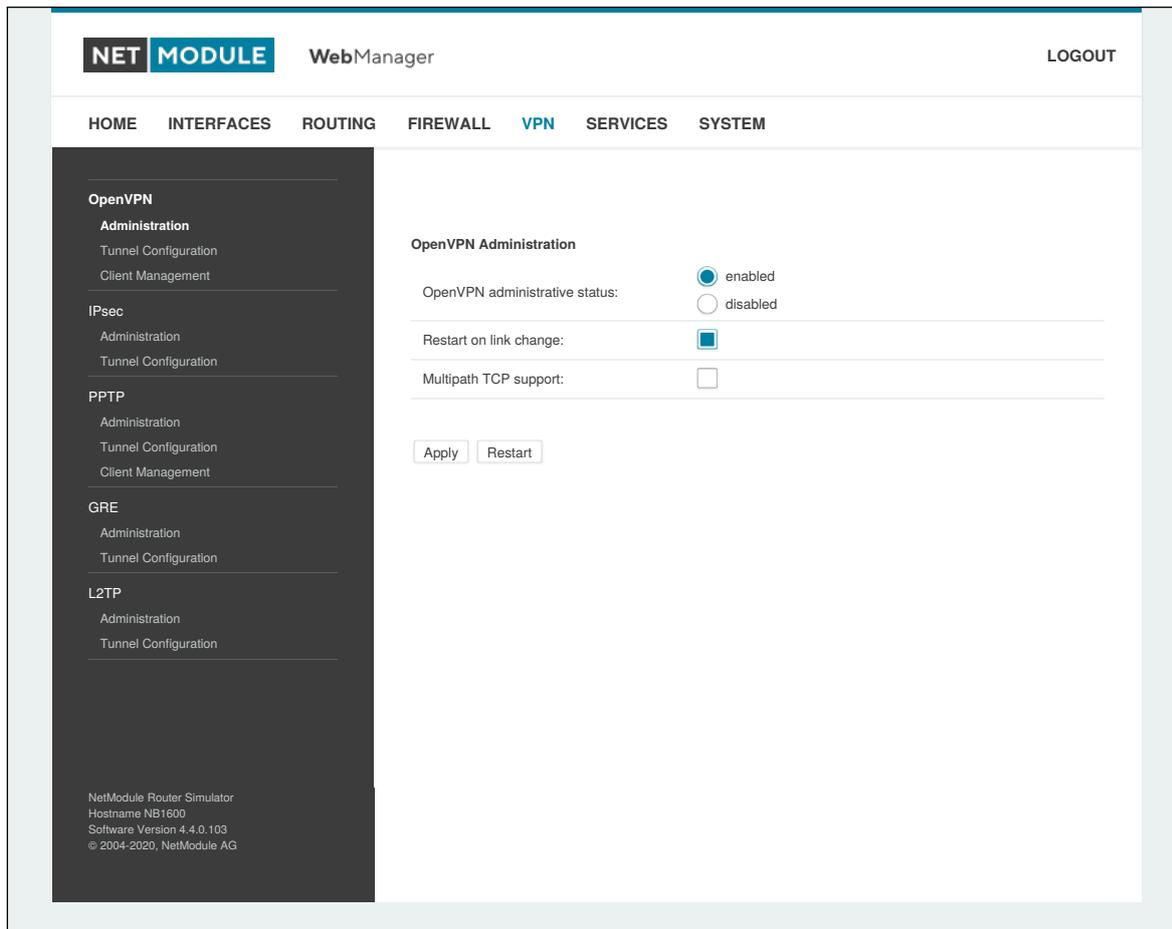 NET MODULE WebManager LOGOUT
HOME INTERFACES ROUTING FIREWALL VPN SERVICES SYSTEM
OpenVPN
Administration
Tunnel Configuration
Client Management
IPsec
Administration
Tunnel Configuration
PPTP
Administration
Tunnel Configuration
Client Management
GRE
Administration
Tunnel Configuration
L2TP
Administration
Tunnel Configuration
NetModule Router Simulator
Hostname NB1600
Software Version 4.4.0.103
© 2004-2020, NetModule AG
OpenVPN Administration
OpenVPN administrative status:
enabled
disabled
Restart on link change:
Multipath TCP support:
Apply Restart